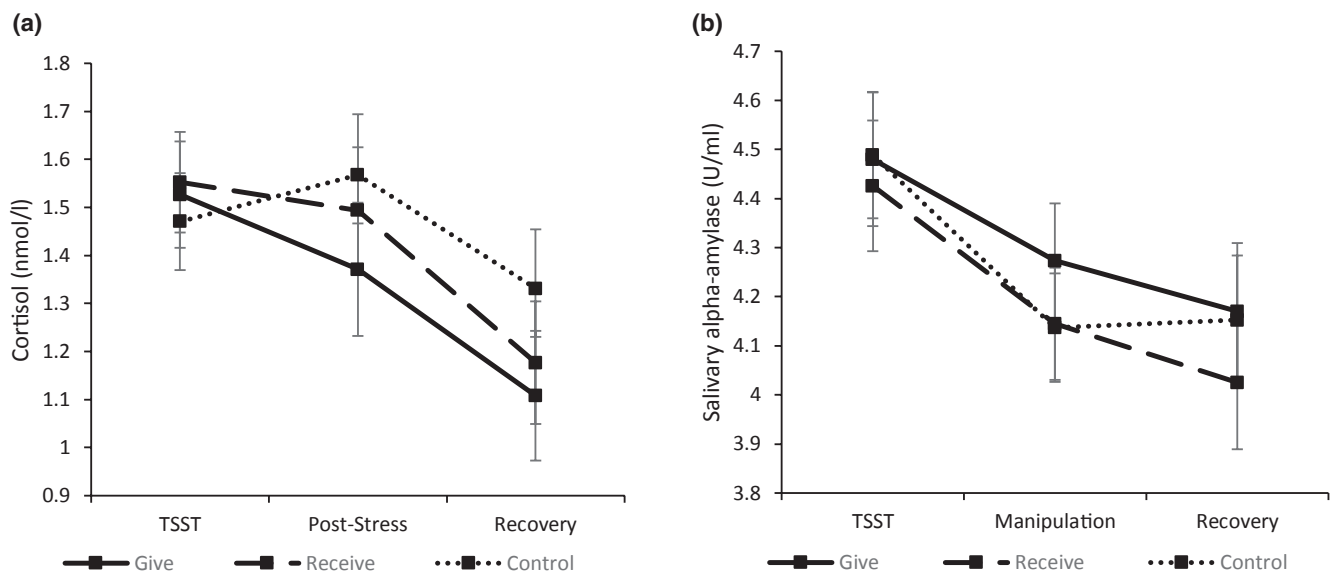 (a)
Cortisol (nmol/l)
1.8
1.7
1.6
1.5
1.4
1.3
1.2
1.1
1
0.9
TSST Post-Stress Recovery
Give Receive Control
(b)
Salivary alpha-amylase (U/ml)
4.7
4.6
4.5
4.4
4.3
4.2
4.1
4
3.9
3.8
TSST Manipulation Recovery
Give Receive Control